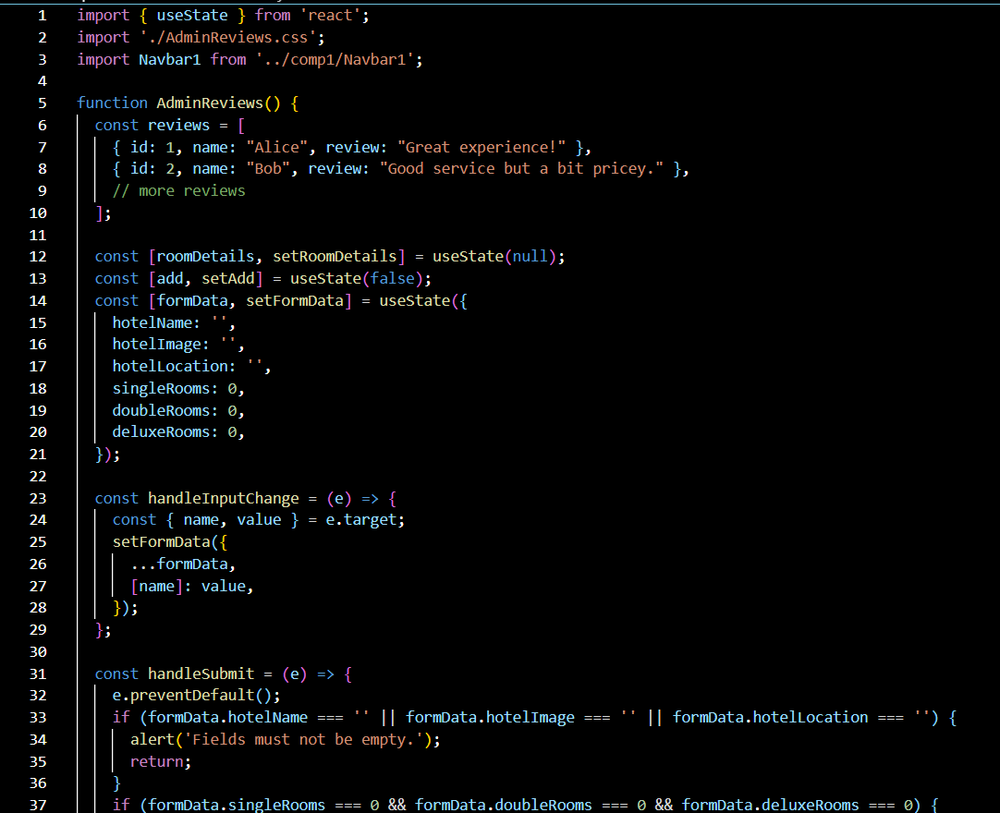 1 import { useState } from 'react';
2 import './AdminReviews.css';
3 import Navbar1 from '../comp1/Navbar1';
4
5 function AdminReviews() {
6 const reviews = [
7 { id: 1, name: "Alice", review: "Great experience!" },
8 { id: 2, name: "Bob", review: "Good service but a bit pricey." },
9 // more reviews
10 ];
11
12 const [roomDetails, setRoomDetails] = useState(null);
13 const [add, setAdd] = useState(false);
14 const [formData, setFormData] = useState({
15 hotelName: '',
16 hotelImage: '',
17 hotelLocation: '',
18 singleRooms: 0,
19 doubleRooms: 0,
20 deluxeRooms: 0,
21 });
22
23 const handleInputChange = (e) => {
24 const { name, value } = e.target;
25 setFormData({
26 ...formData,
27 [name]: value,
28 });
29 };
30
31 const handleSubmit = (e) => {
32 e.preventDefault();
33 if (formData.hotelName === '' || formData.hotelImage === '' || formData.hotelLocation === '') {
34 alert('Fields must not be empty.');
35 return;
36 }
37 if (formData.singleRooms === 0 && formData.doubleRooms === 0 && formData.deluxeRooms === 0) {